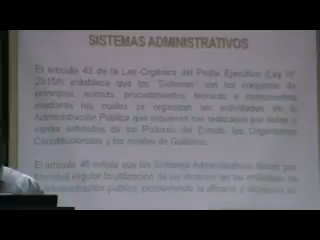 SISTEMAS ADMINISTRATIVOS
El artículo 43 de la Ley Orgánica del Poder Ejecutivo (Ley N°
establece que los 'Sistemas' son los conjuntos de
principios, normas, procedimientos, técnicas e instrumentos
mediante los cuales se organizan las actividades de la
Administración Pública que requieren ser realizadas por todas o
varias entidades de los Poderes del Estado, los Organismos
Constitucionales y los niveles de Gobierno.
El artículo 46 señala que los Sistemas Administrativos tienen por
regular la utilización de los recursos en las entidades de
administración pública, promoviendo la eficacia y eficiencia en